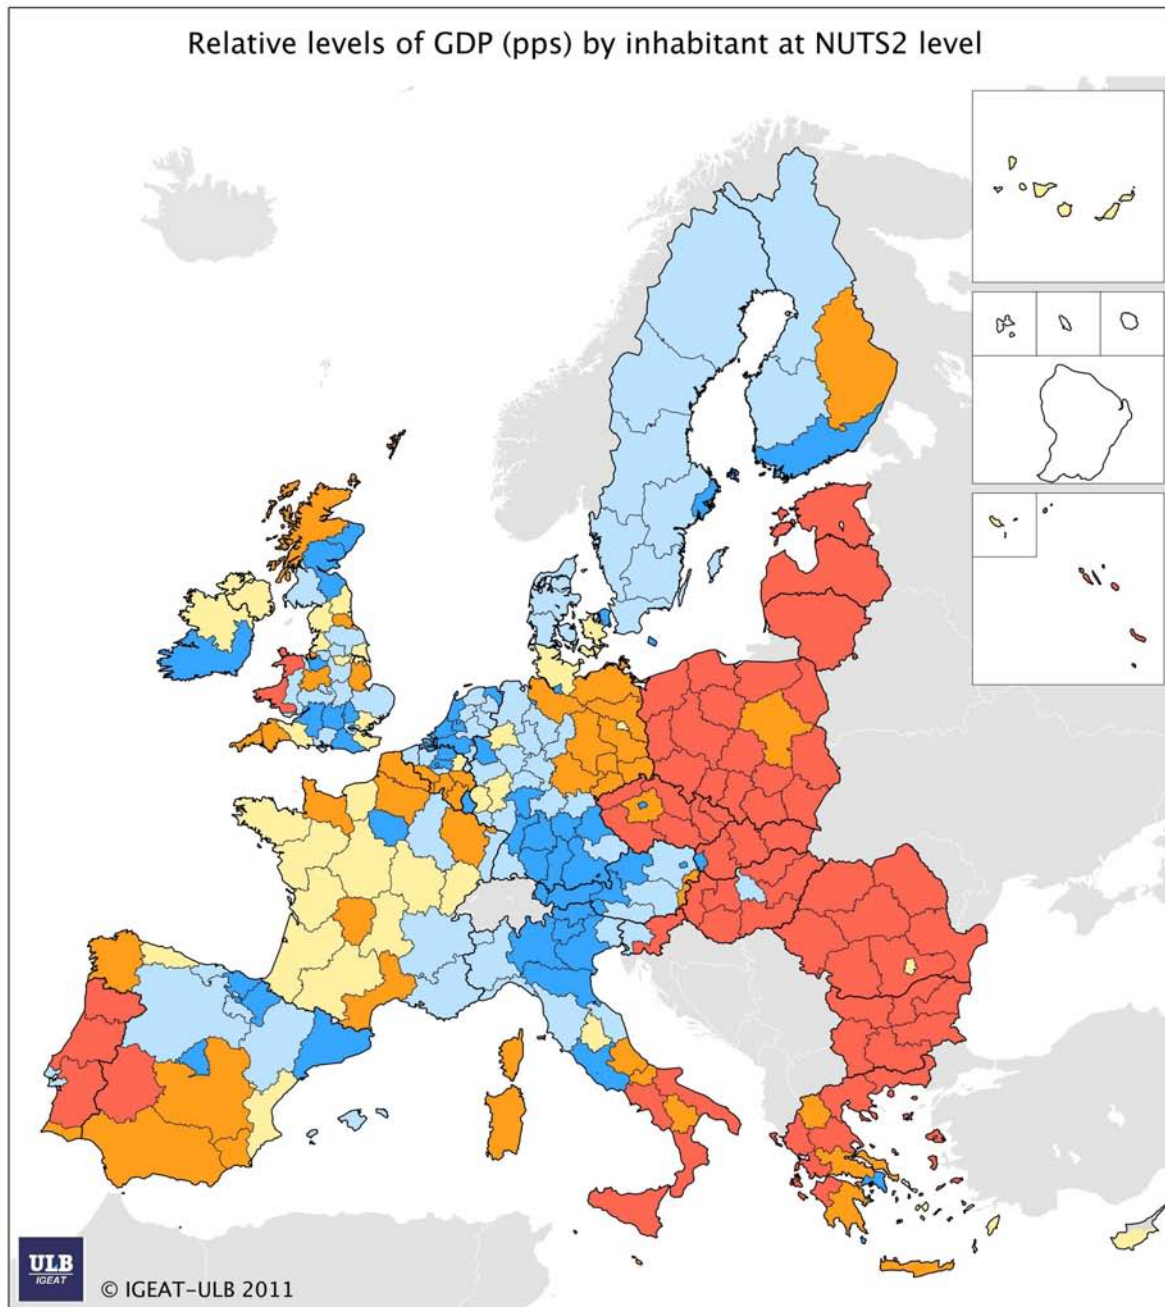 Relative levels of GDP (pps) by inhabitant at NUTS2 level
ULB
IGEAT
© IGEAT-ULB 2011